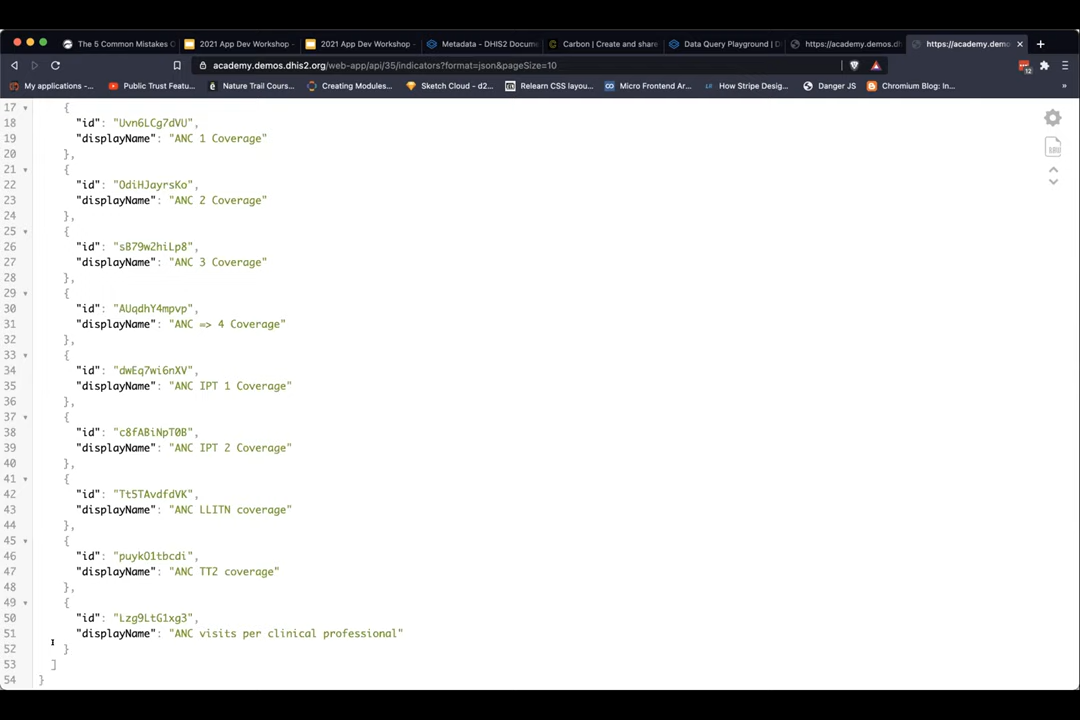 The 5 Common Mistakes C
2021 App Dev Workshop -
2021 App Dev Workshop -
Metadata - DHIS2 Docume
Carbon | Create and share
Data Query Playground | D
https://academy.demos.dh
https://academy.demo
academy.demos.dhis2.org/web-app/api/35/indicators?format=json&pageSize=10
12
My applications -...
Public Trust Featu...
Nature Trail Cours...
Creating Modules...
Sketch Cloud - d2...
Relearn CSS layou...
Micro Frontend Ar...
How Stripe Design...
Danger JS
Chromium Blog: In...
17 {
18 "id": "Uvn6LCg7dVU",
19 "displayName": "ANC 1 Coverage"
20 },
21 {
22 "id": "OdiHJayrsKo",
23 "displayName": "ANC 2 Coverage"
24 },
25 {
26 "id": "sB79w2hiLp8",
27 "displayName": "ANC 3 Coverage"
28 },
29 {
30 "id": "AUqdhY4mpvp",
31 "displayName": "ANC => 4 Coverage"
32 },
33 {
34 "id": "dwEq7wi6nXV",
35 "displayName": "ANC IPT 1 Coverage"
36 },
37 {
38 "id": "c8fABiNpT0B",
39 "displayName": "ANC IPT 2 Coverage"
40 },
41 {
42 "id": "Tt5TAvdfdVK",
43 "displayName": "ANC LLITN coverage"
44 },
45 {
46 "id": "puykO1tbcdi",
47 "displayName": "ANC TT2 coverage"
48 },
49 {
50 "id": "Lzg9LtG1xg3",
51 "displayName": "ANC visits per clinical professional"
52 }
53 ]
54 }